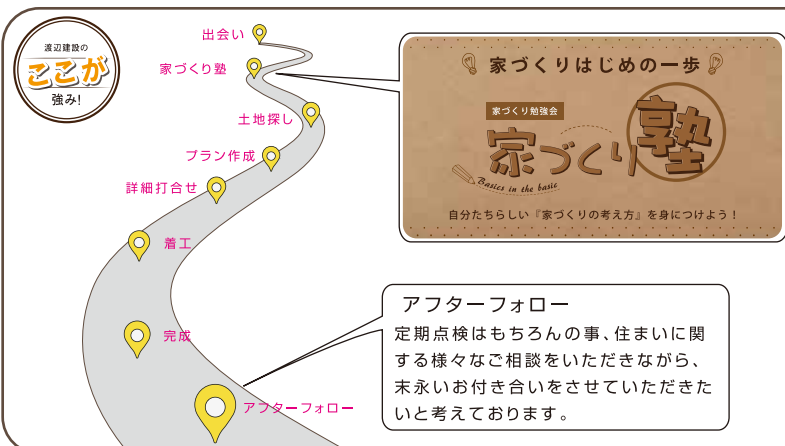 渡辺建設の
ここが
強み!
出会い
家づくり塾
土地探し
プラン作成
詳細打合せ
着工
完成
アフターフォロー
家づくりはじめの一歩
家づくり勉強会
家づくり塾
Basics in the basic
自分たちらしい『家づくりの考え方』を身につけよう！
アフターフォロー
定期点検はもちろんの事、住まいに関
する様々なご相談をいただきながら、
末永いお付き合いをさせていただきた
いと考えております。